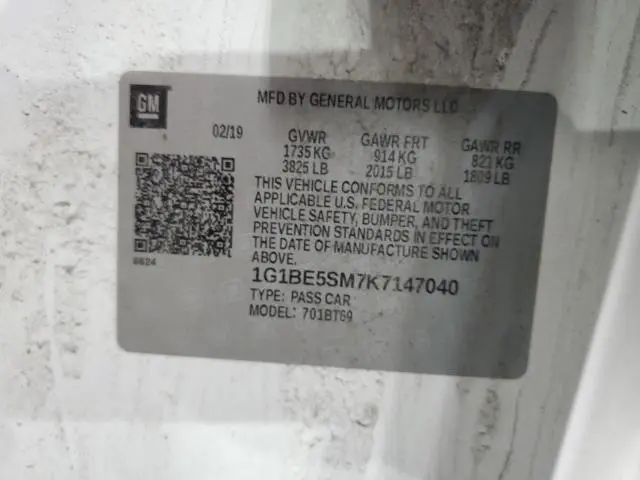 GM
MFD BY GENERAL MOTORS LLC
02/19 GVWR GAWR FRT GAWR RR
1735 KG 914 KG 821 KG
3825 LB 2015 LB 1809 LB
THIS VEHICLE CONFORMS TO ALL
APPLICABLE U.S. FEDERAL MOTOR
VEHICLE SAFETY, BUMPER, AND THEFT
PREVENTION STANDARDS IN EFFECT ON
THE DATE OF MANUFACTURE SHOWN
ABOVE.
8624
1G1BE5SM7K7147040
TYPE: PASS CAR
MODEL: 701BT69